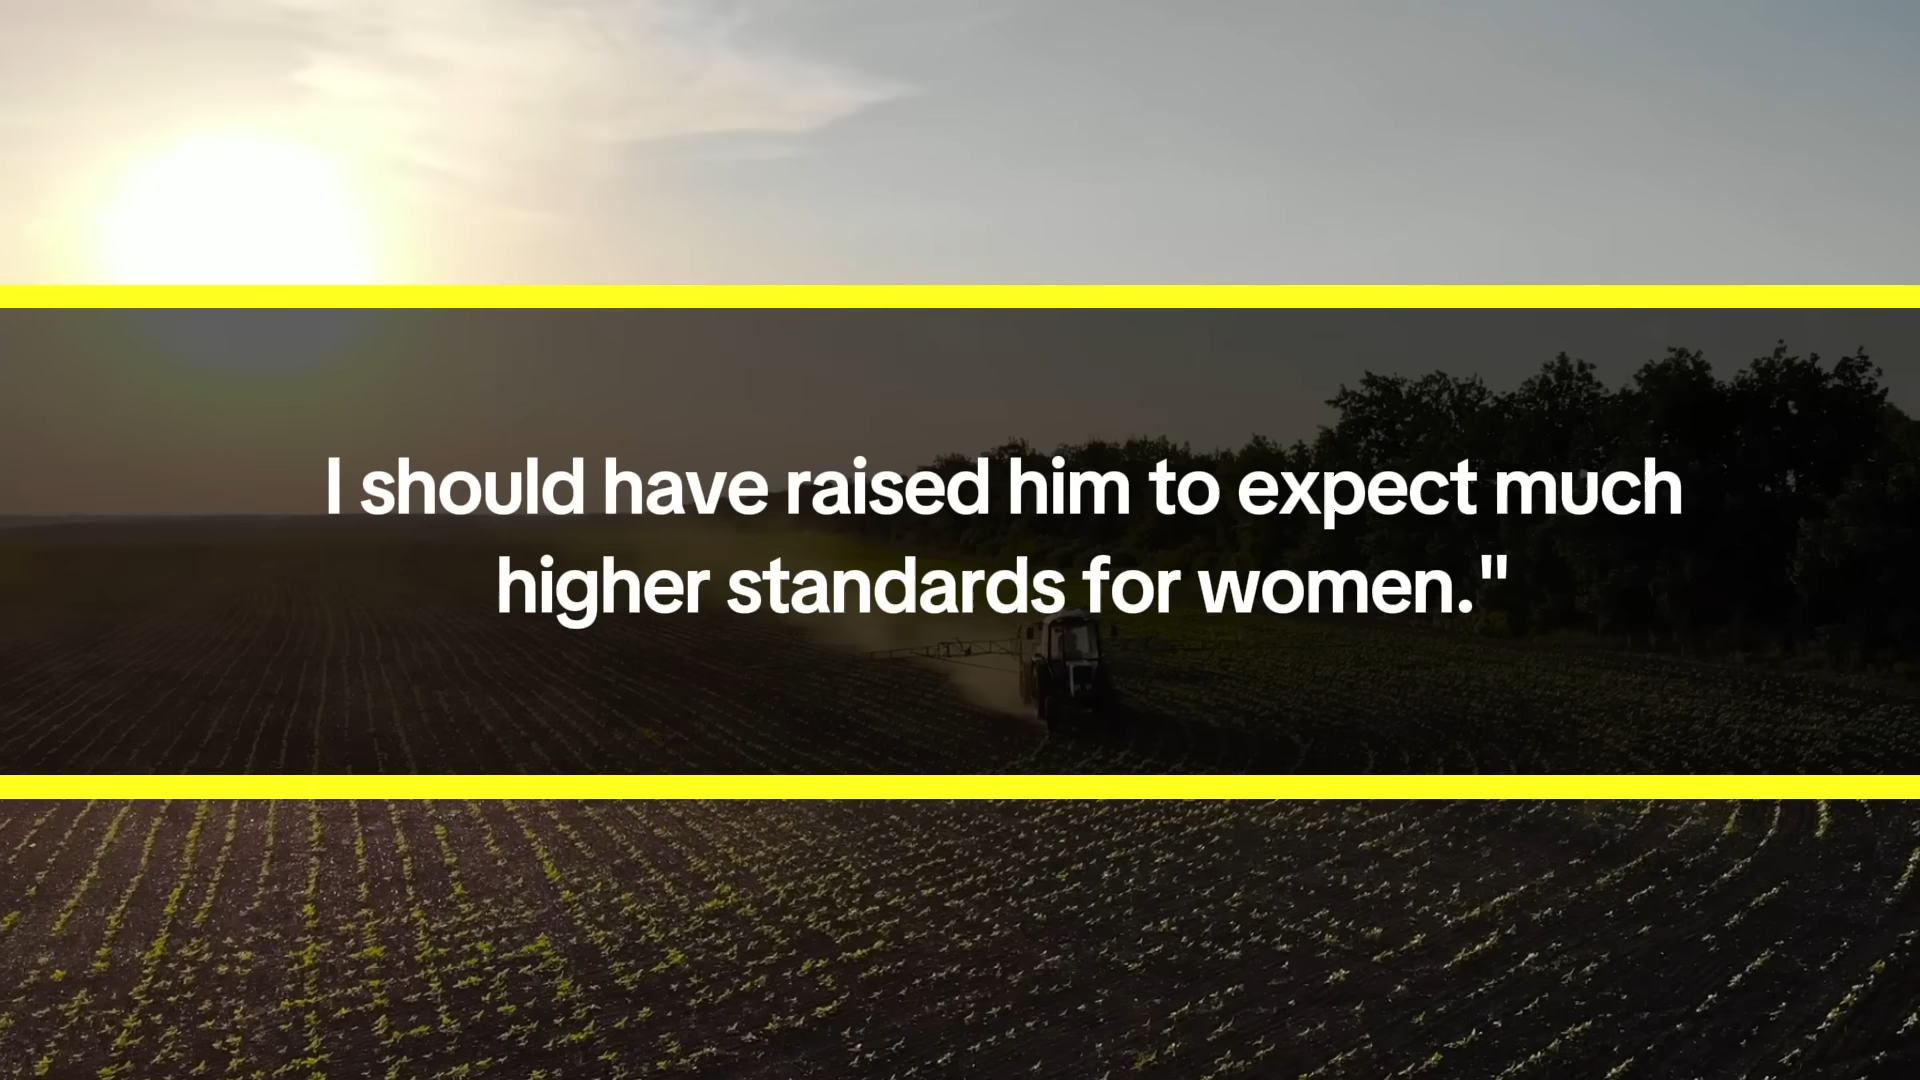 I should have raised him to expect much
higher standards for women."